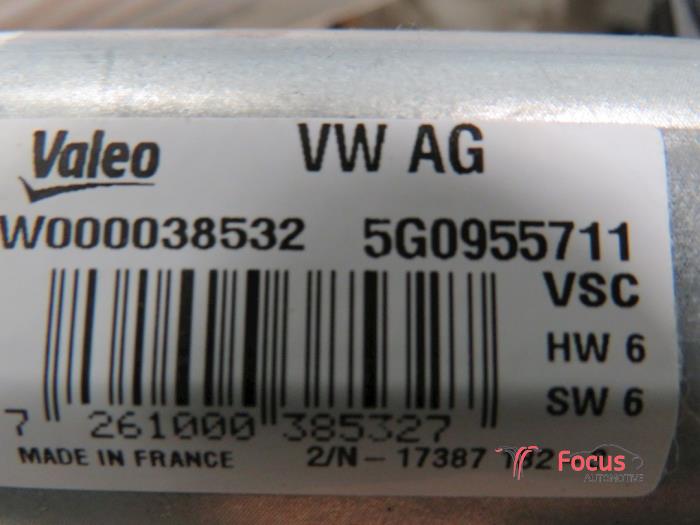 Valeo VW AG
W000038532 5G0955711
VSC
HW 6
SW 6
7 261000 385327
MADE IN FRANCE 2/N - 17387
Focus
AUTOMOTIVE